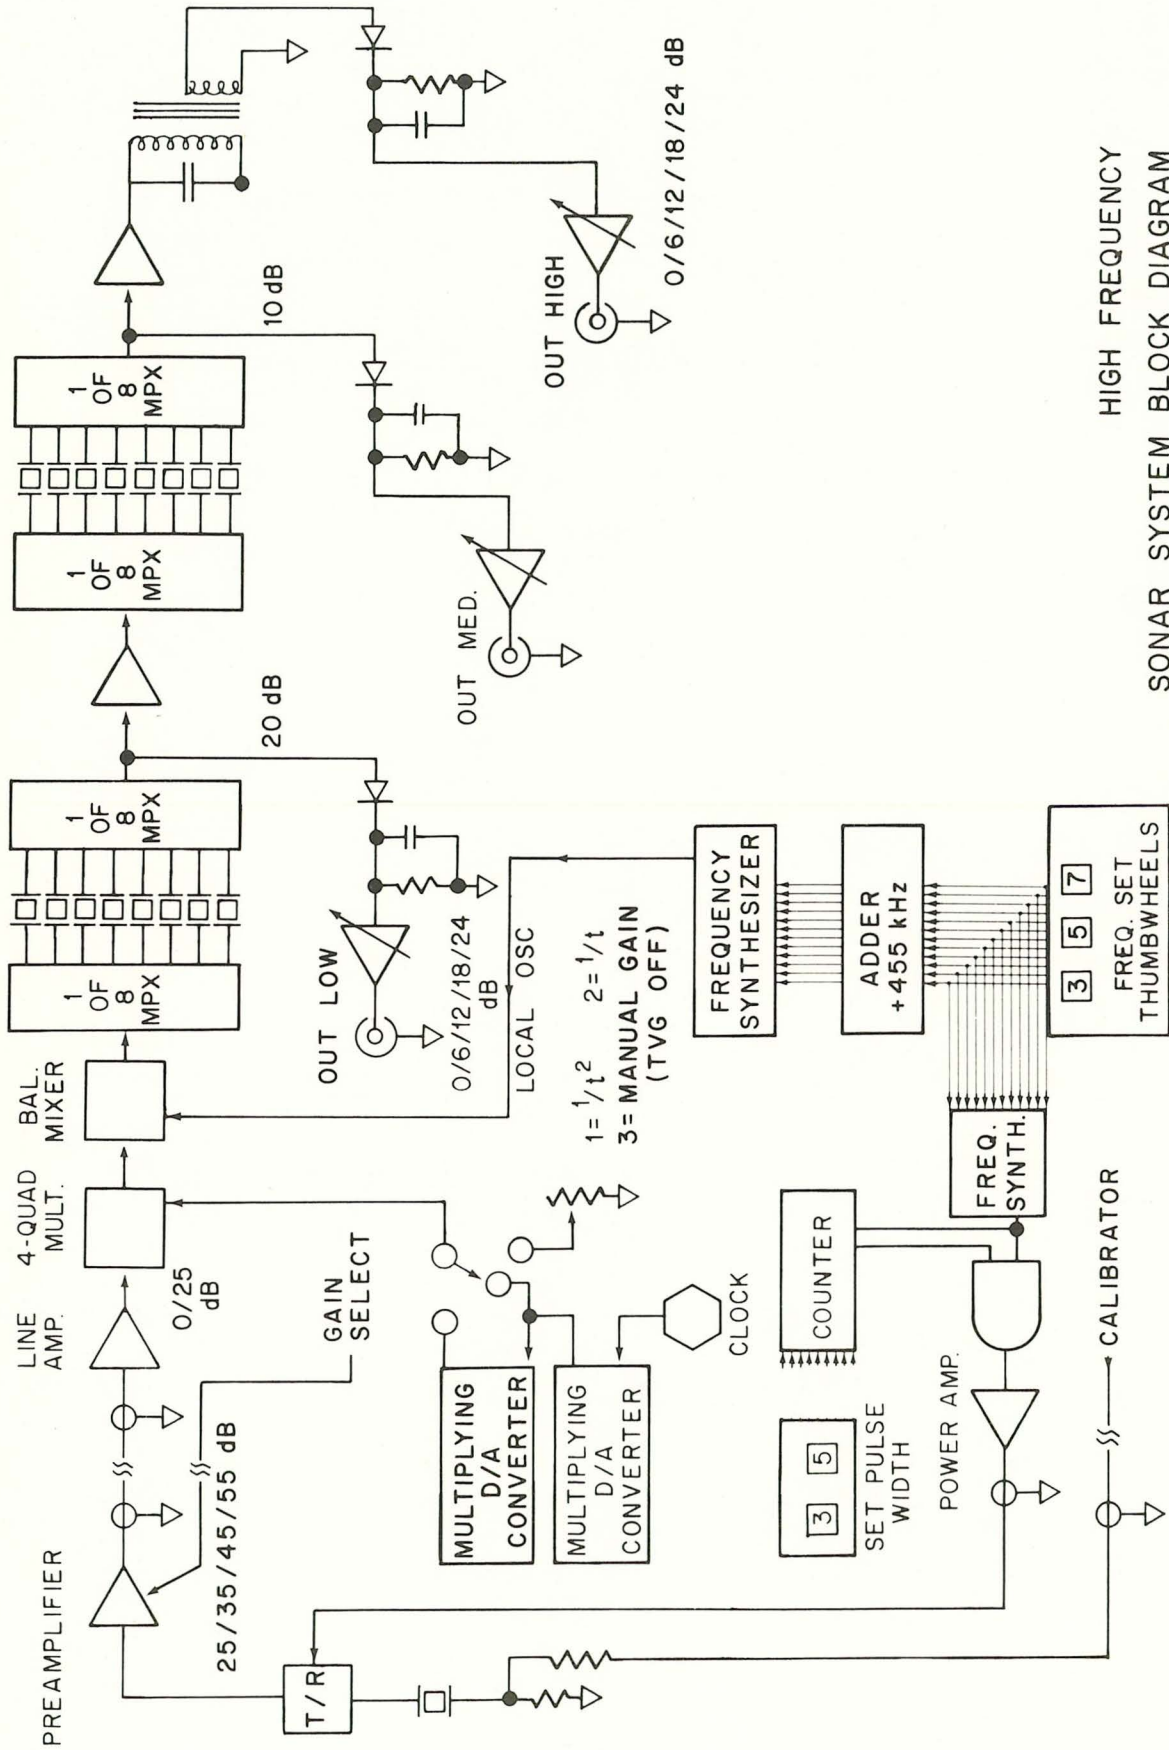 PREAMPLIFIER
25/35/45/55 dB
T/R
LINE
AMP.
0/25
dB
GAIN
SELECT
4-QUAD
MULT.
BAL.
MIXER
1
OF
8
MPX
1
OF
8
MPX
20 dB
1
OF
8
MPX
1
OF
8
MPX
10 dB
OUT LOW
0/6/12/18/24
dB
OUT MED.
OUT HIGH
0/6/12/18/24 dB
LOCAL OSC
1= 1/t² 2= 1/t
3= MANUAL GAIN
(TVG OFF)
MULTIPLYING
D/A
CONVERTER
MULTIPLYING
D/A
CONVERTER
CLOCK
FREQUENCY
SYNTHESIZER
ADDER
+455 kHz
3 5 7
FREQ. SET
THUMBWHEELS
FREQ.
SYNTH.
COUNTER
3 5
SET PULSE
WIDTH
POWER AMP.
CALIBRATOR
HIGH FREQUENCY
SONAR SYSTEM BLOCK DIAGRAM